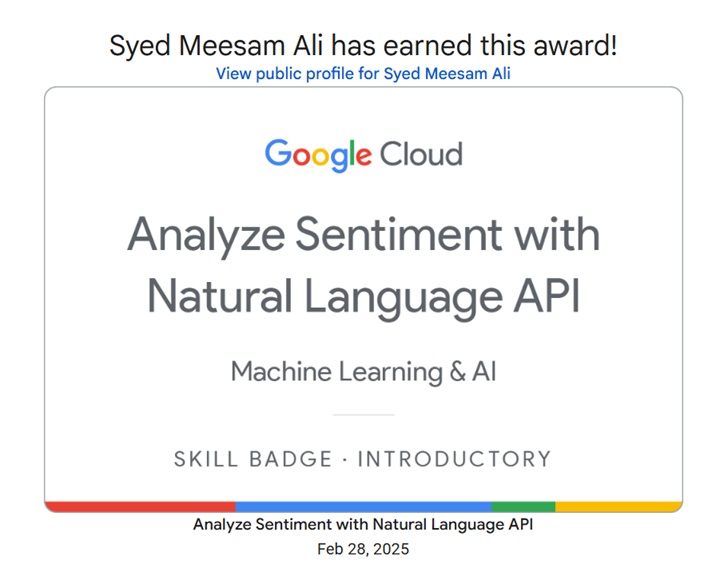 Syed Meesam Ali has earned this award!
View public profile for Syed Meesam Ali
Google Cloud
Analyze Sentiment with
Natural Language API
Machine Learning & AI
SKILL BADGE · INTRODUCTORY
Analyze Sentiment with Natural Language API
Feb 28, 2025